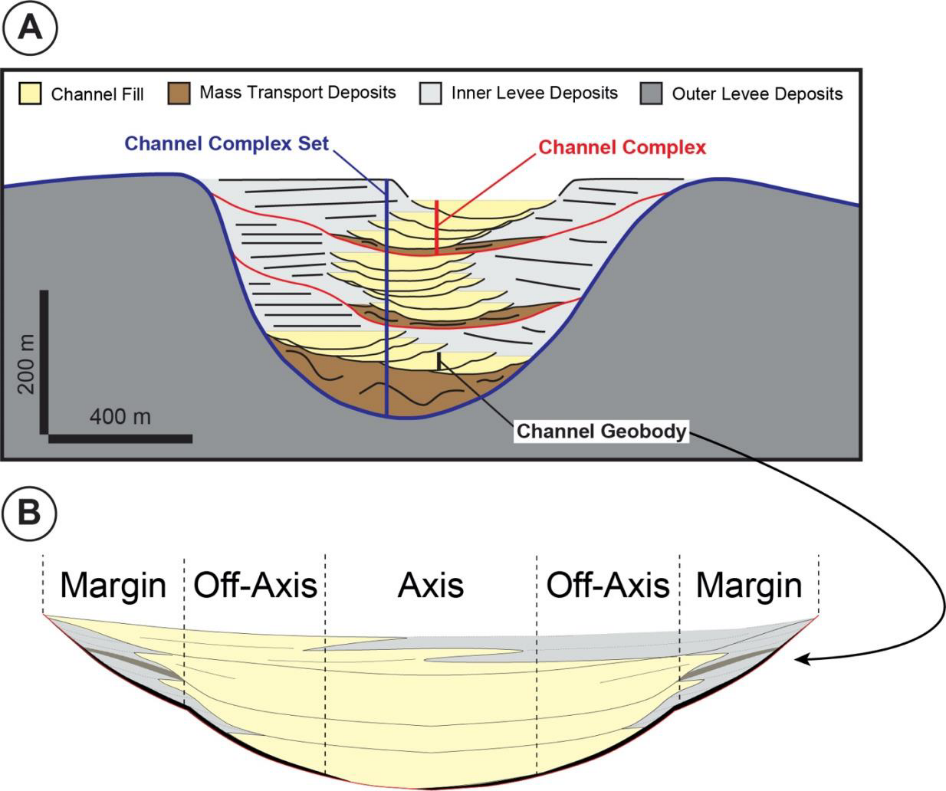 A
Channel Fill Mass Transport Deposits Inner Levee Deposits Outer Levee Deposits
Channel Complex Set
Channel Complex
200 m
400 m
Channel Geobody
B
Margin Off-Axis Axis Off-Axis Margin